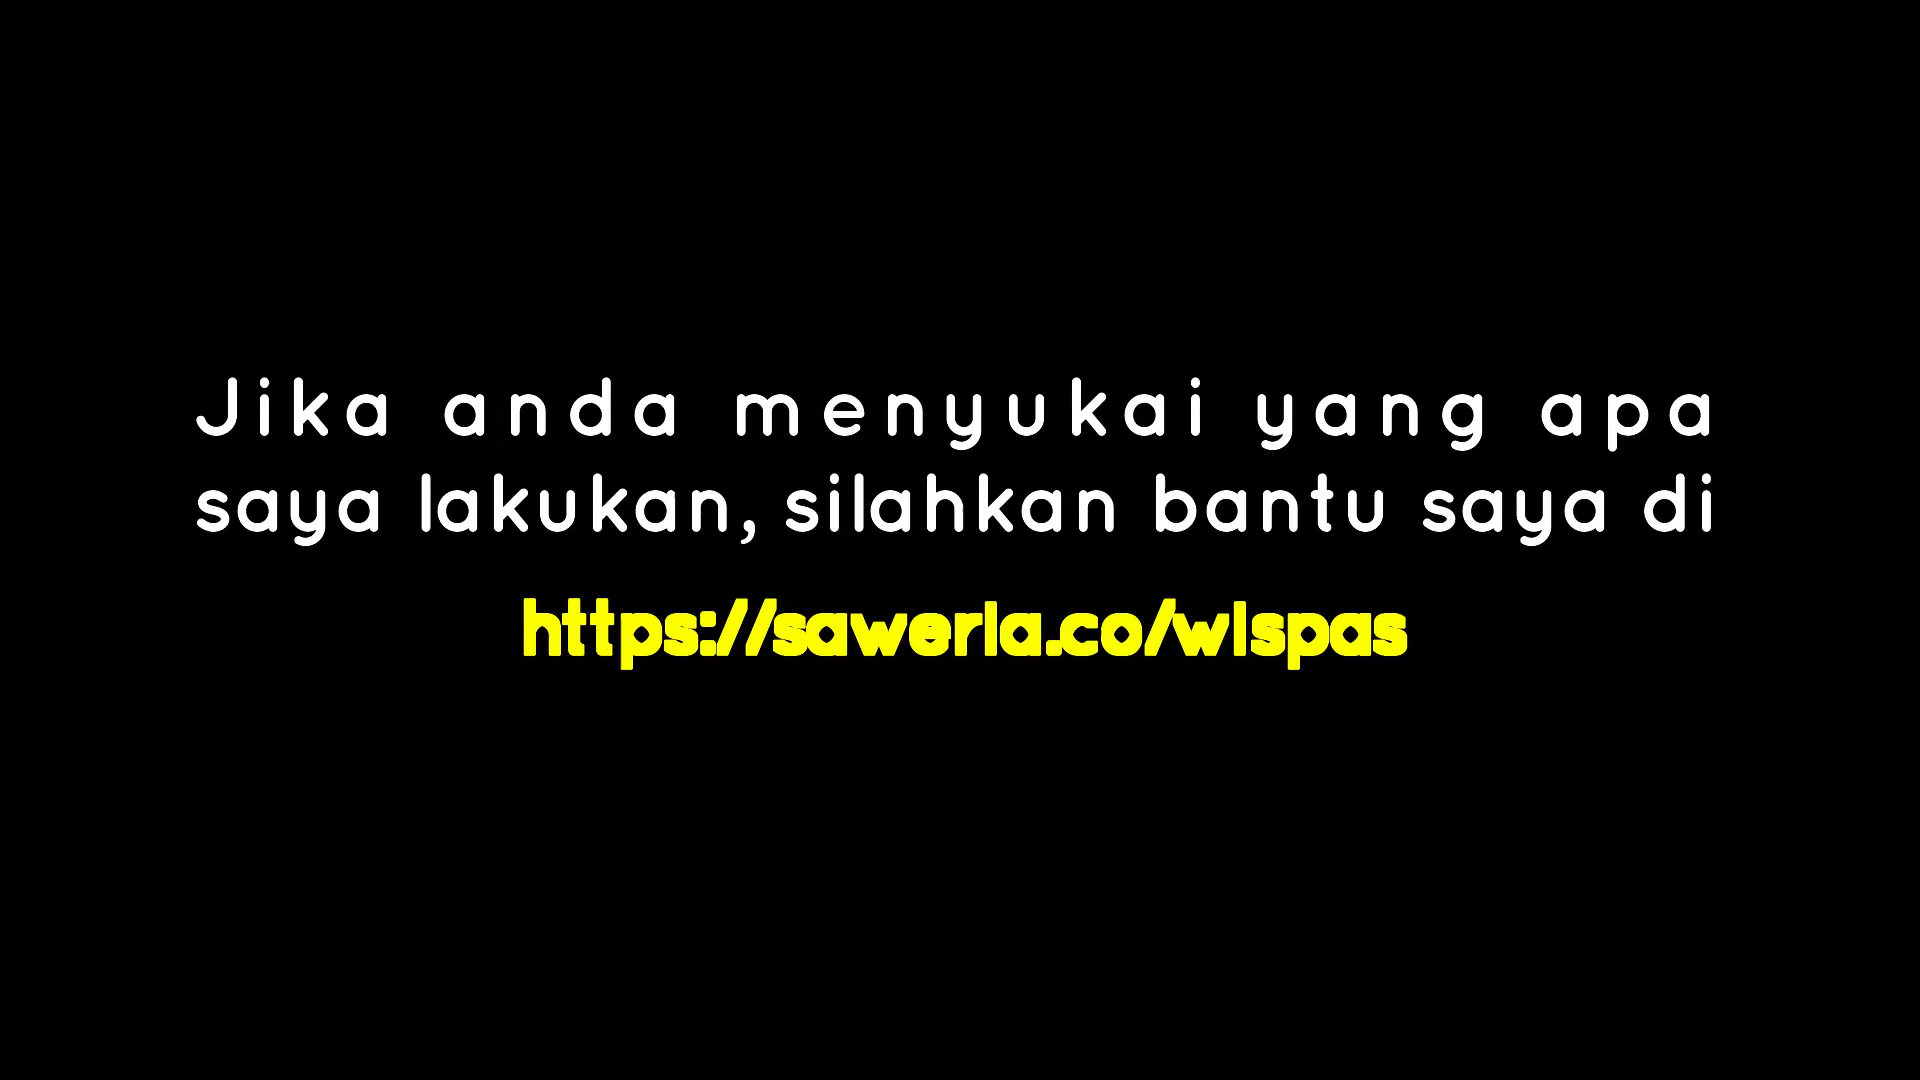 Jika anda menyukai yang apa
saya lakukan, silahkan bantu saya di
https://saweria.co/wispas